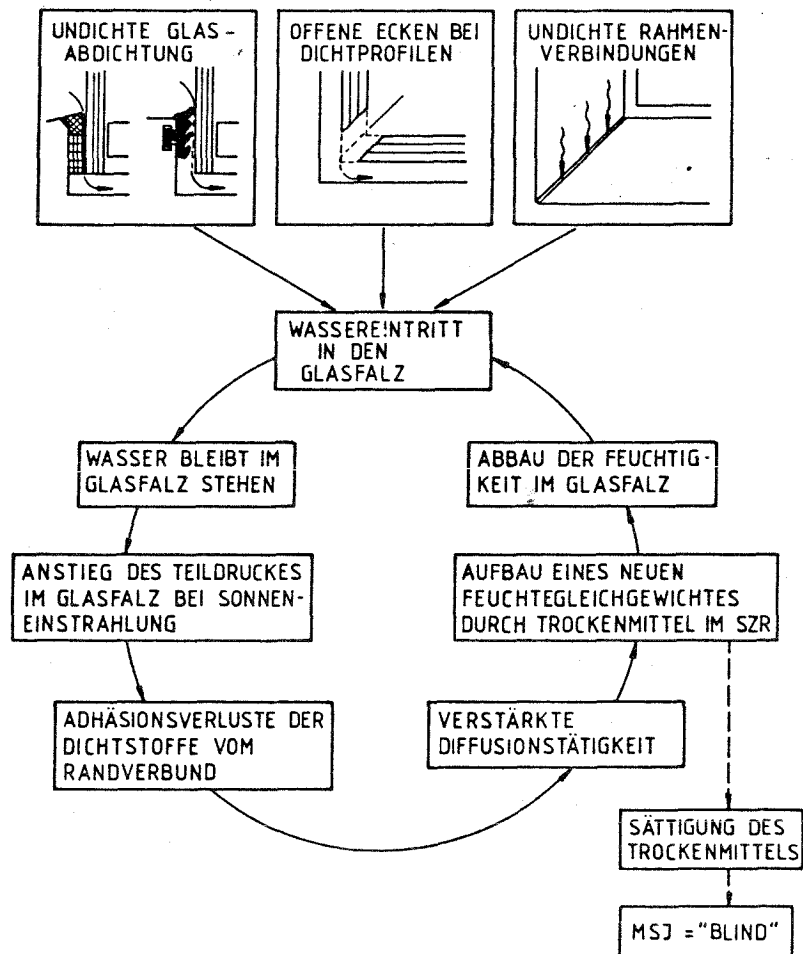 UNDICHTE GLAS-
ABDICHTUNG
OFFENE ECKEN BEI
DICHTPROFILEN
UNDICHTE RAHMEN-
VERBINDUNGEN
WASSEREINTRITT
IN DEN
GLASFALZ
WASSER BLEIBT IM
GLASFALZ STEHEN
ABBAU DER FEUCHTIG-
KEIT IM GLASFALZ
ANSTIEG DES TEILDRUCKES
IM GLASFALZ BEI SONNEN-
EINSTRAHLUNG
AUFBAU EINES NEUEN
FEUCHTEGLEICHGEWICHTES
DURCH TROCKENMITTEL IM SZR
ADHÄSIONSVERLUSTE DER
DICHTSTOFFE VOM
RANDVERBUND
VERSTÄRKTE
DIFFUSIONSTÄTIGKEIT
SÄTTIGUNG DES
TROCKENMITTELS
MSJ = "BLIND"